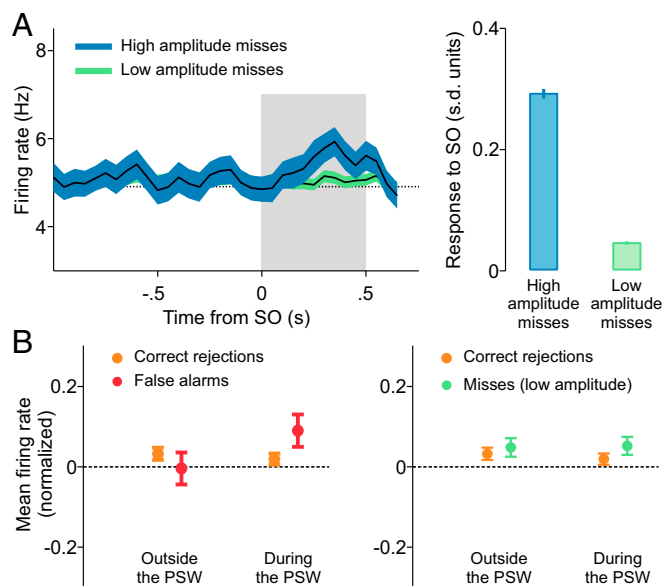 A
High amplitude misses
Low amplitude misses
Firing rate (Hz)
8
6
4
-.5
0
.5
Time from SO (s)
Response to SO (s.d. units)
0.4
0.2
0
High
amplitude
misses
Low
amplitude
misses
B
Correct rejections
False alarms
Mean firing rate
(normalized)
0.2
0
-0.2
Outside
the PSW
During
the PSW
Correct rejections
Misses (low amplitude)
0.2
0
-0.2
Outside
the PSW
During
the PSW